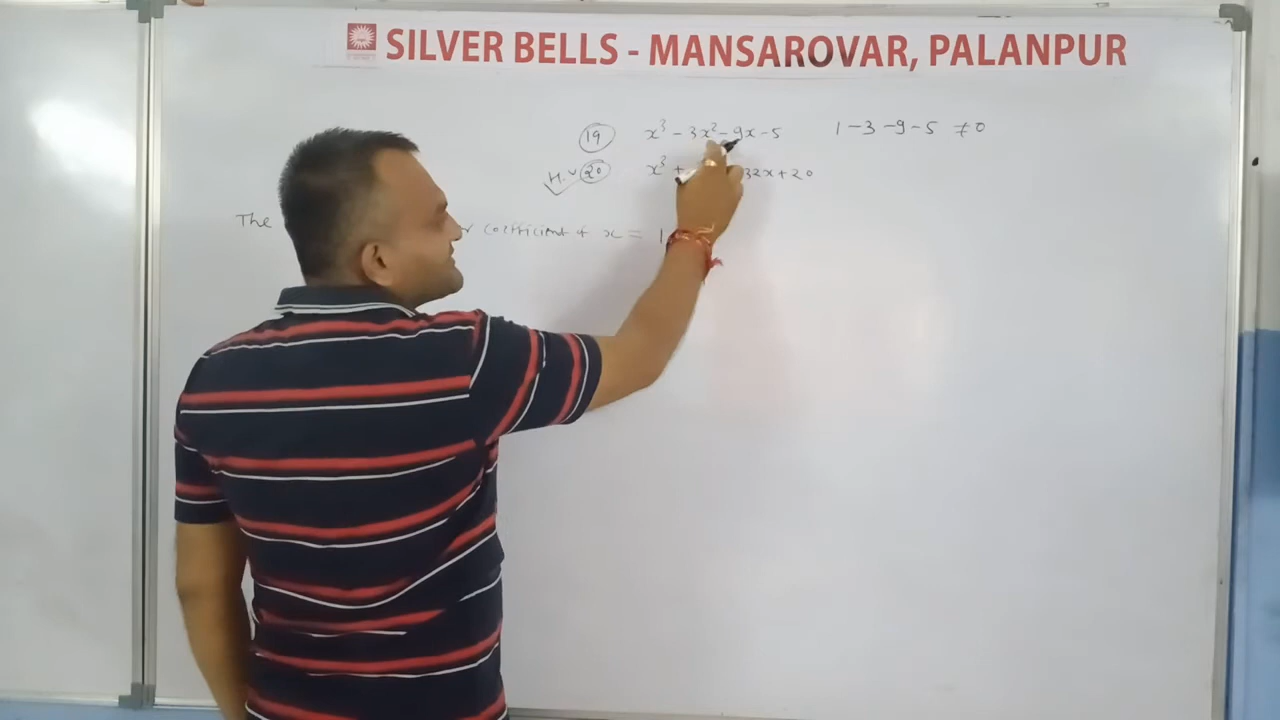 SILVER BELLS - MANSAROVAR, PALANPUR
19 x³ - 3x² - 9x - 5 1 - 3 - 9 - 5 ≠ 0
H.W 20 x³ + 32x + 20
The coefficient of x = 1